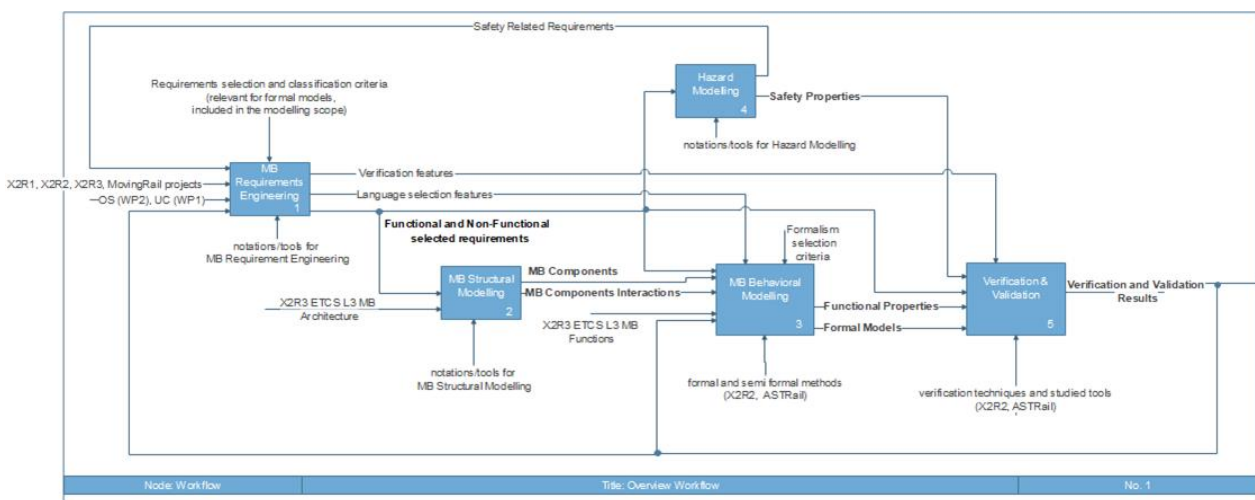 Safety Related Requirements
Requirements selection and classification criteria
(relevant for formal models,
included in the modelling scope)
Hazard
Modelling
4
Safety Properties
notations/tools for Hazard Modelling
MB
Requirements
Engineering
1
X2R1, X2R2, X2R3, MovingRail projects
OS (WP2), UC (WP1)
Verification features
Language selection features
Functional and Non-Functional
selected requirements
notations/tools for
MB Requirement Engineering
Formalism
selection
criteria
MB Structural
Modelling
2
MB Components
MB Components Interactions
X2R3 ETCS L3 MB
Architecture
notations/tools for
MB Structural Modelling
MB Behavioral
Modelling
3
X2R3 ETCS L3 MB
Functions
Functional Properties
Formal Models
formal and semi formal methods
(X2R2, ASTRail)
Verification &
Validation
5
Verification and Validation
Results
verification techniques and studied tools
(X2R2, ASTRail)
Node: Workflow
Title: Overview Workflow
No. 1